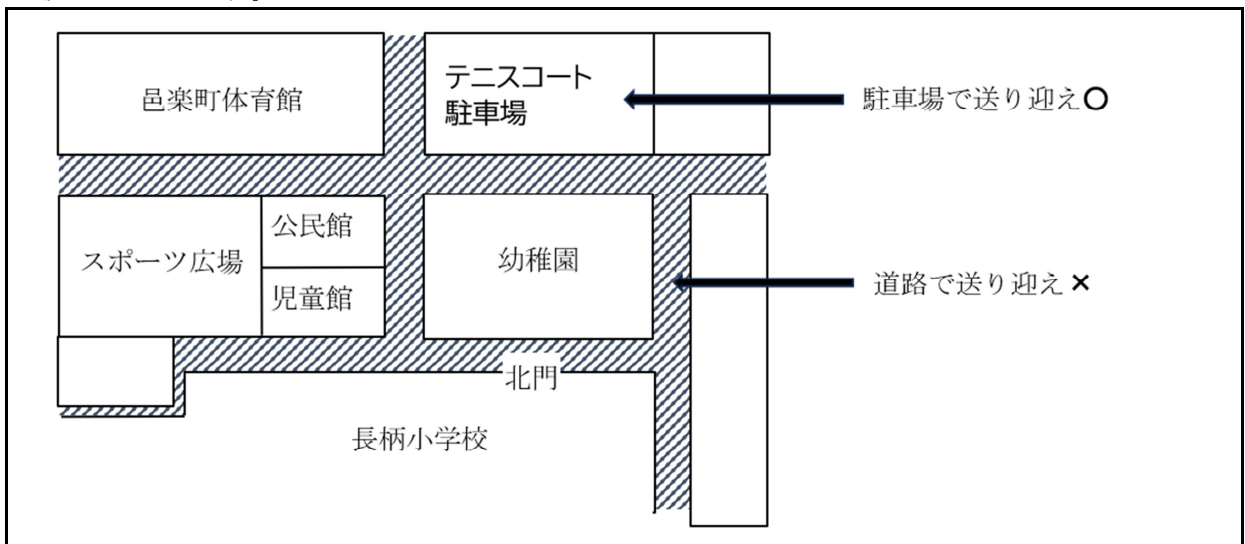 邑楽町体育館
テニスコート
駐車場
駐車場で送り迎え○
スポーツ広場
公民館
児童館
幼稚園
道路で送り迎え×
北門
長柄小学校